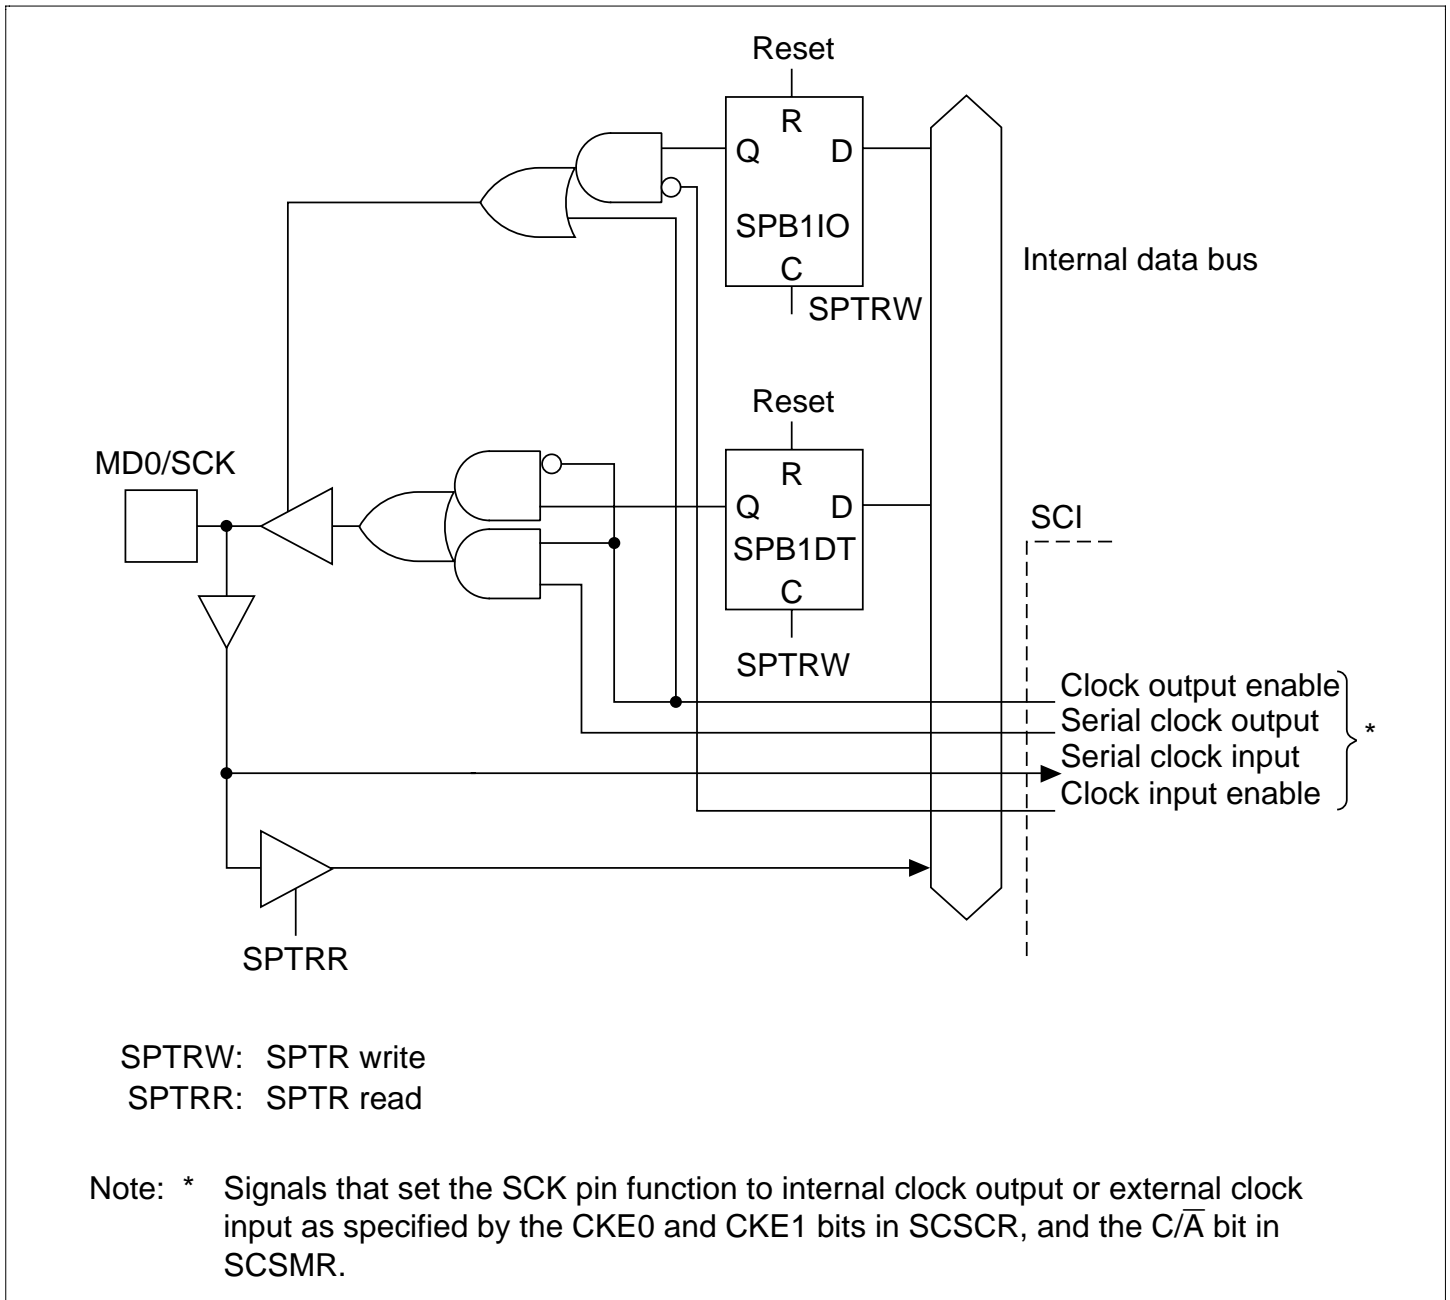 Reset
R
Q D
SPB1IO
C
SPTRW
Internal data bus
Reset
MD0/SCK
R
Q D
SPB1DT
C
SPTRW
SCI
Clock output enable
Serial clock output
Serial clock input
Clock input enable
*
SPTRR
SPTRW: SPTR write
SPTRR: SPTR read
Note: * Signals that set the SCK pin function to internal clock output or external clock
input as specified by the CKE0 and CKE1 bits in SCSCR, and the C/A̅ bit in
SCSMR.